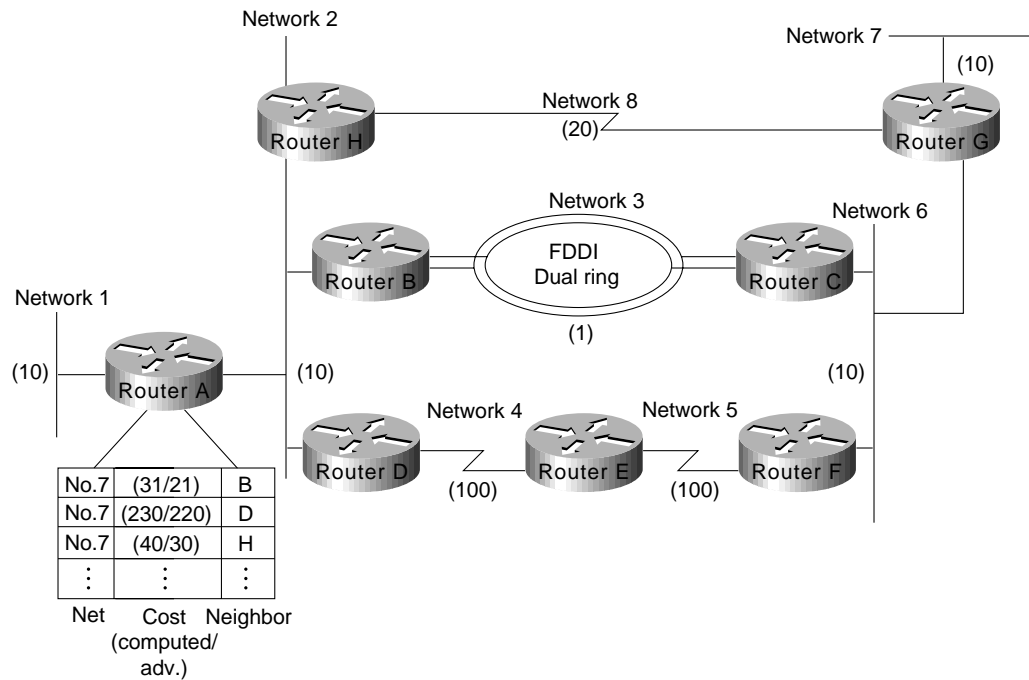 Network 2
Network 7
(10)
Network 8
(20)
Router H
Router G
Network 3
Network 6
FDDI
Dual ring
Router B
Router C
(1)
Network 1
(10)
Router A
(10)
(10)
Network 4
Network 5
Router D
Router E
Router F
(100)
(100)
No.7 (31/21) B
No.7 (230/220) D
No.7 (40/30) H
⋮ ⋮ ⋮
Net Cost Neighbor
(computed/
adv.)